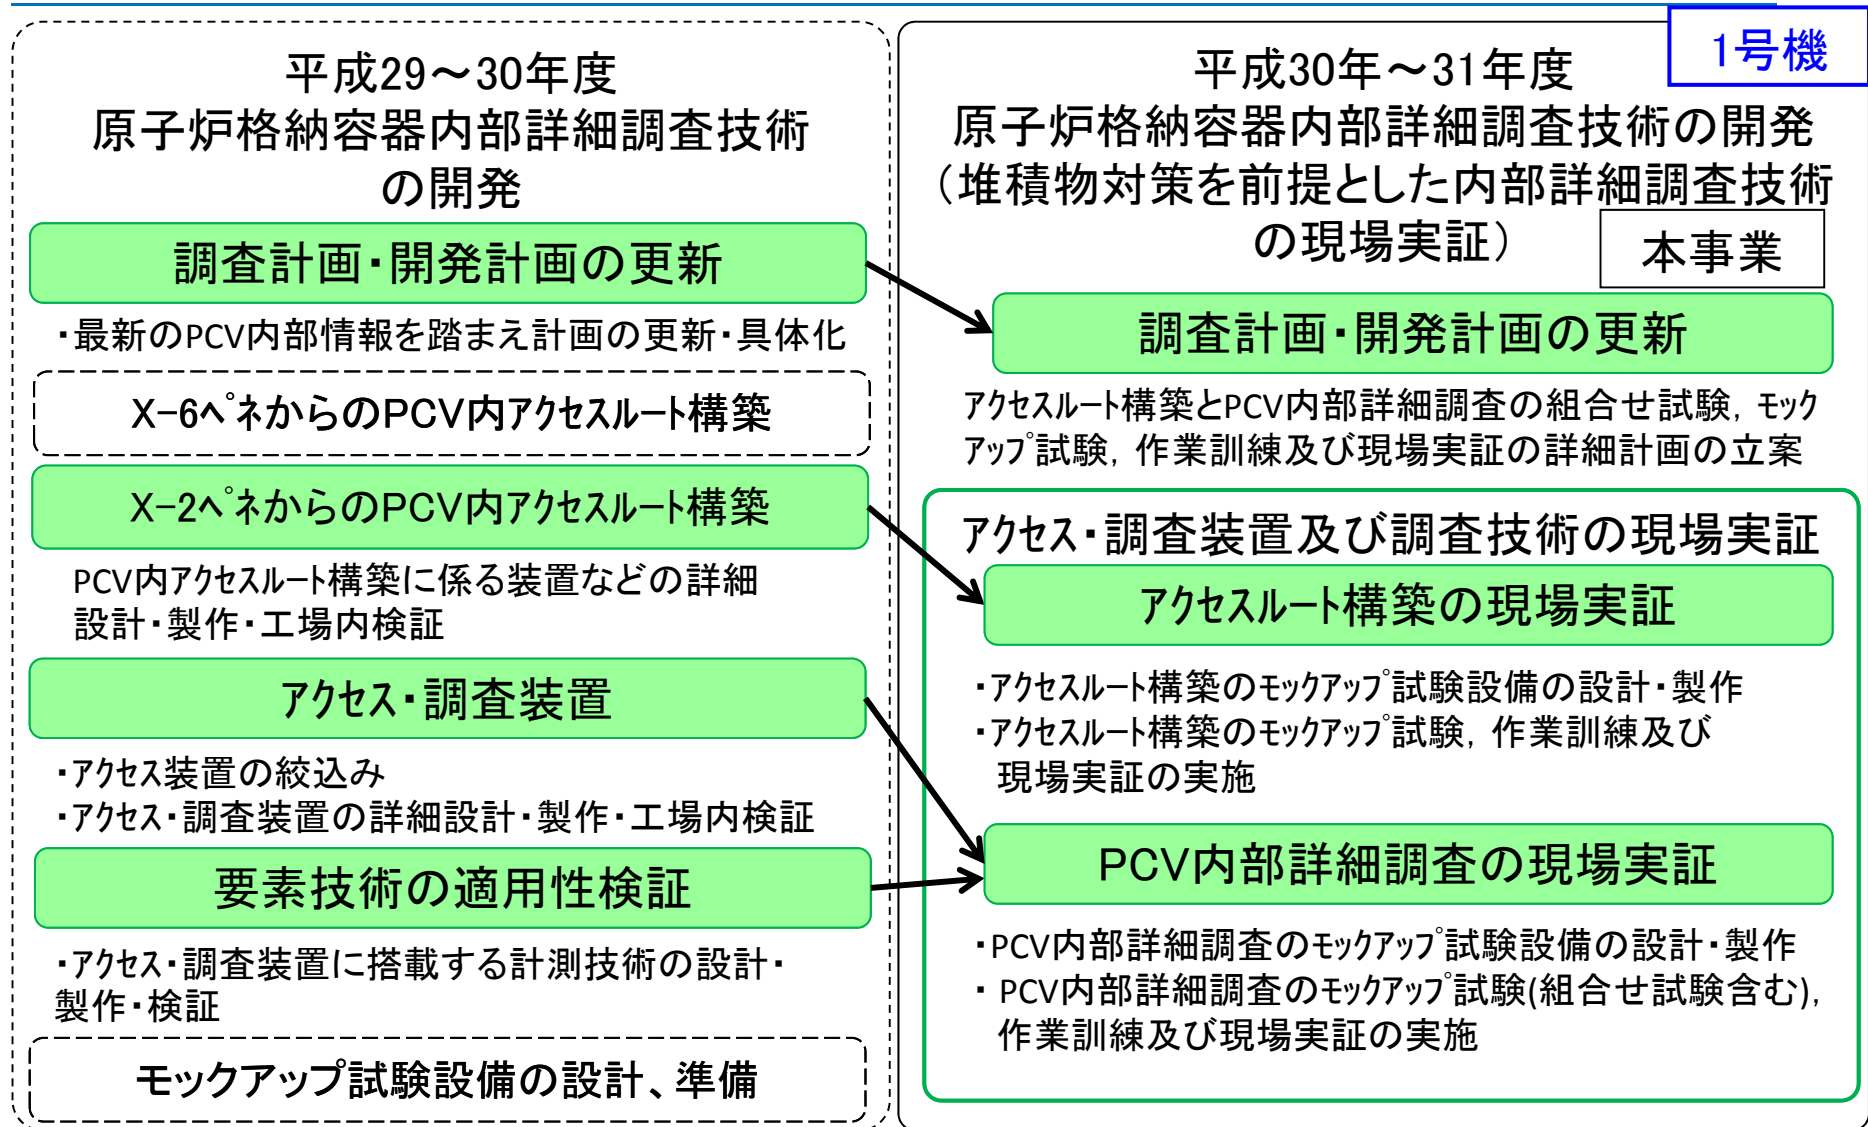 平成29～30年度
原子炉格納容器内部詳細調査技術
の開発
調査計画・開発計画の更新
・最新のPCV内部情報を踏まえ計画の更新・具体化
X-6ﾍﾟﾈからのPCV内ｱｸｾｽﾙｰﾄ構築
X-2ﾍﾟﾈからのPCV内ｱｸｾｽﾙｰﾄ構築
PCV内ｱｸｾｽﾙｰﾄ構築に係る装置などの詳細
設計・製作・工場内検証
ｱｸｾｽ・調査装置
・ｱｸｾｽ装置の絞込み
・ｱｸｾｽ・調査装置の詳細設計・製作・工場内検証
要素技術の適用性検証
・ｱｸｾｽ・調査装置に搭載する計測技術の設計・
製作・検証
モックアップ試験設備の設計、準備
1号機
平成30年～31年度
原子炉格納容器内部詳細調査技術の開発
（堆積物対策を前提とした内部詳細調査技術
の現場実証）
本事業
調査計画・開発計画の更新
ｱｸｾｽﾙｰﾄ構築とPCV内部詳細調査の組合せ試験，ﾓｯｸ
ｱｯﾌﾟ試験，作業訓練及び現場実証の詳細計画の立案
ｱｸｾｽ・調査装置及び調査技術の現場実証
ｱｸｾｽﾙｰﾄ構築の現場実証
・ｱｸｾｽﾙｰﾄ構築のﾓｯｸｱｯﾌﾟ試験設備の設計・製作
・ｱｸｾｽﾙｰﾄ構築のﾓｯｸｱｯﾌﾟ試験，作業訓練及び
現場実証の実施
PCV内部詳細調査の現場実証
・PCV内部詳細調査のﾓｯｸｱｯﾌﾟ試験設備の設計・製作
・ PCV内部詳細調査のﾓｯｸｱｯﾌﾟ試験(組合せ試験含む)，
作業訓練及び現場実証の実施